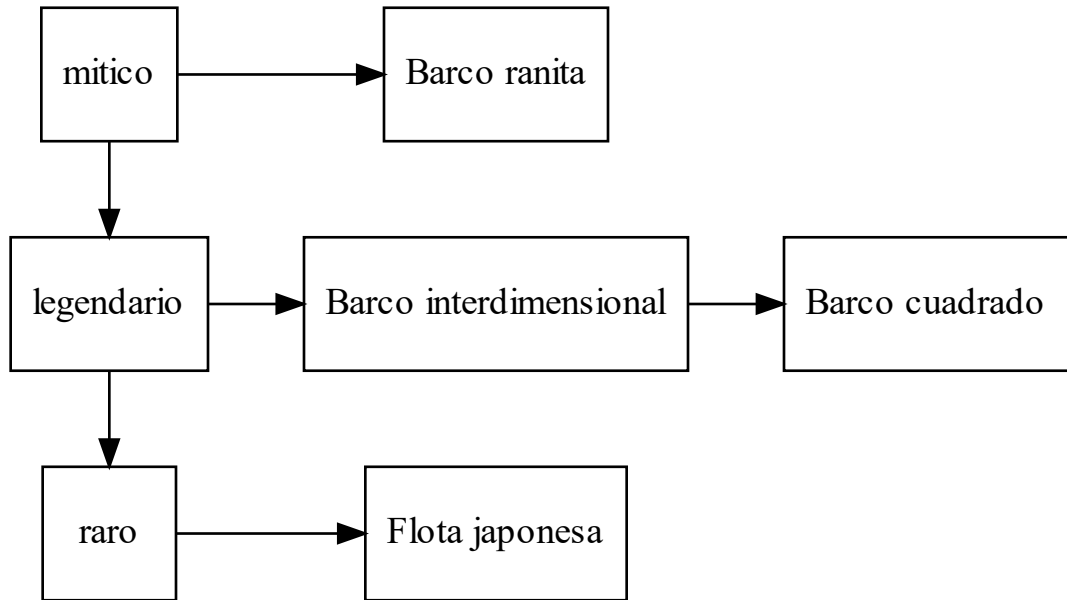 mitico
Barco ranita
legendario
Barco interdimensional
Barco cuadrado
raro
Flota japonesa